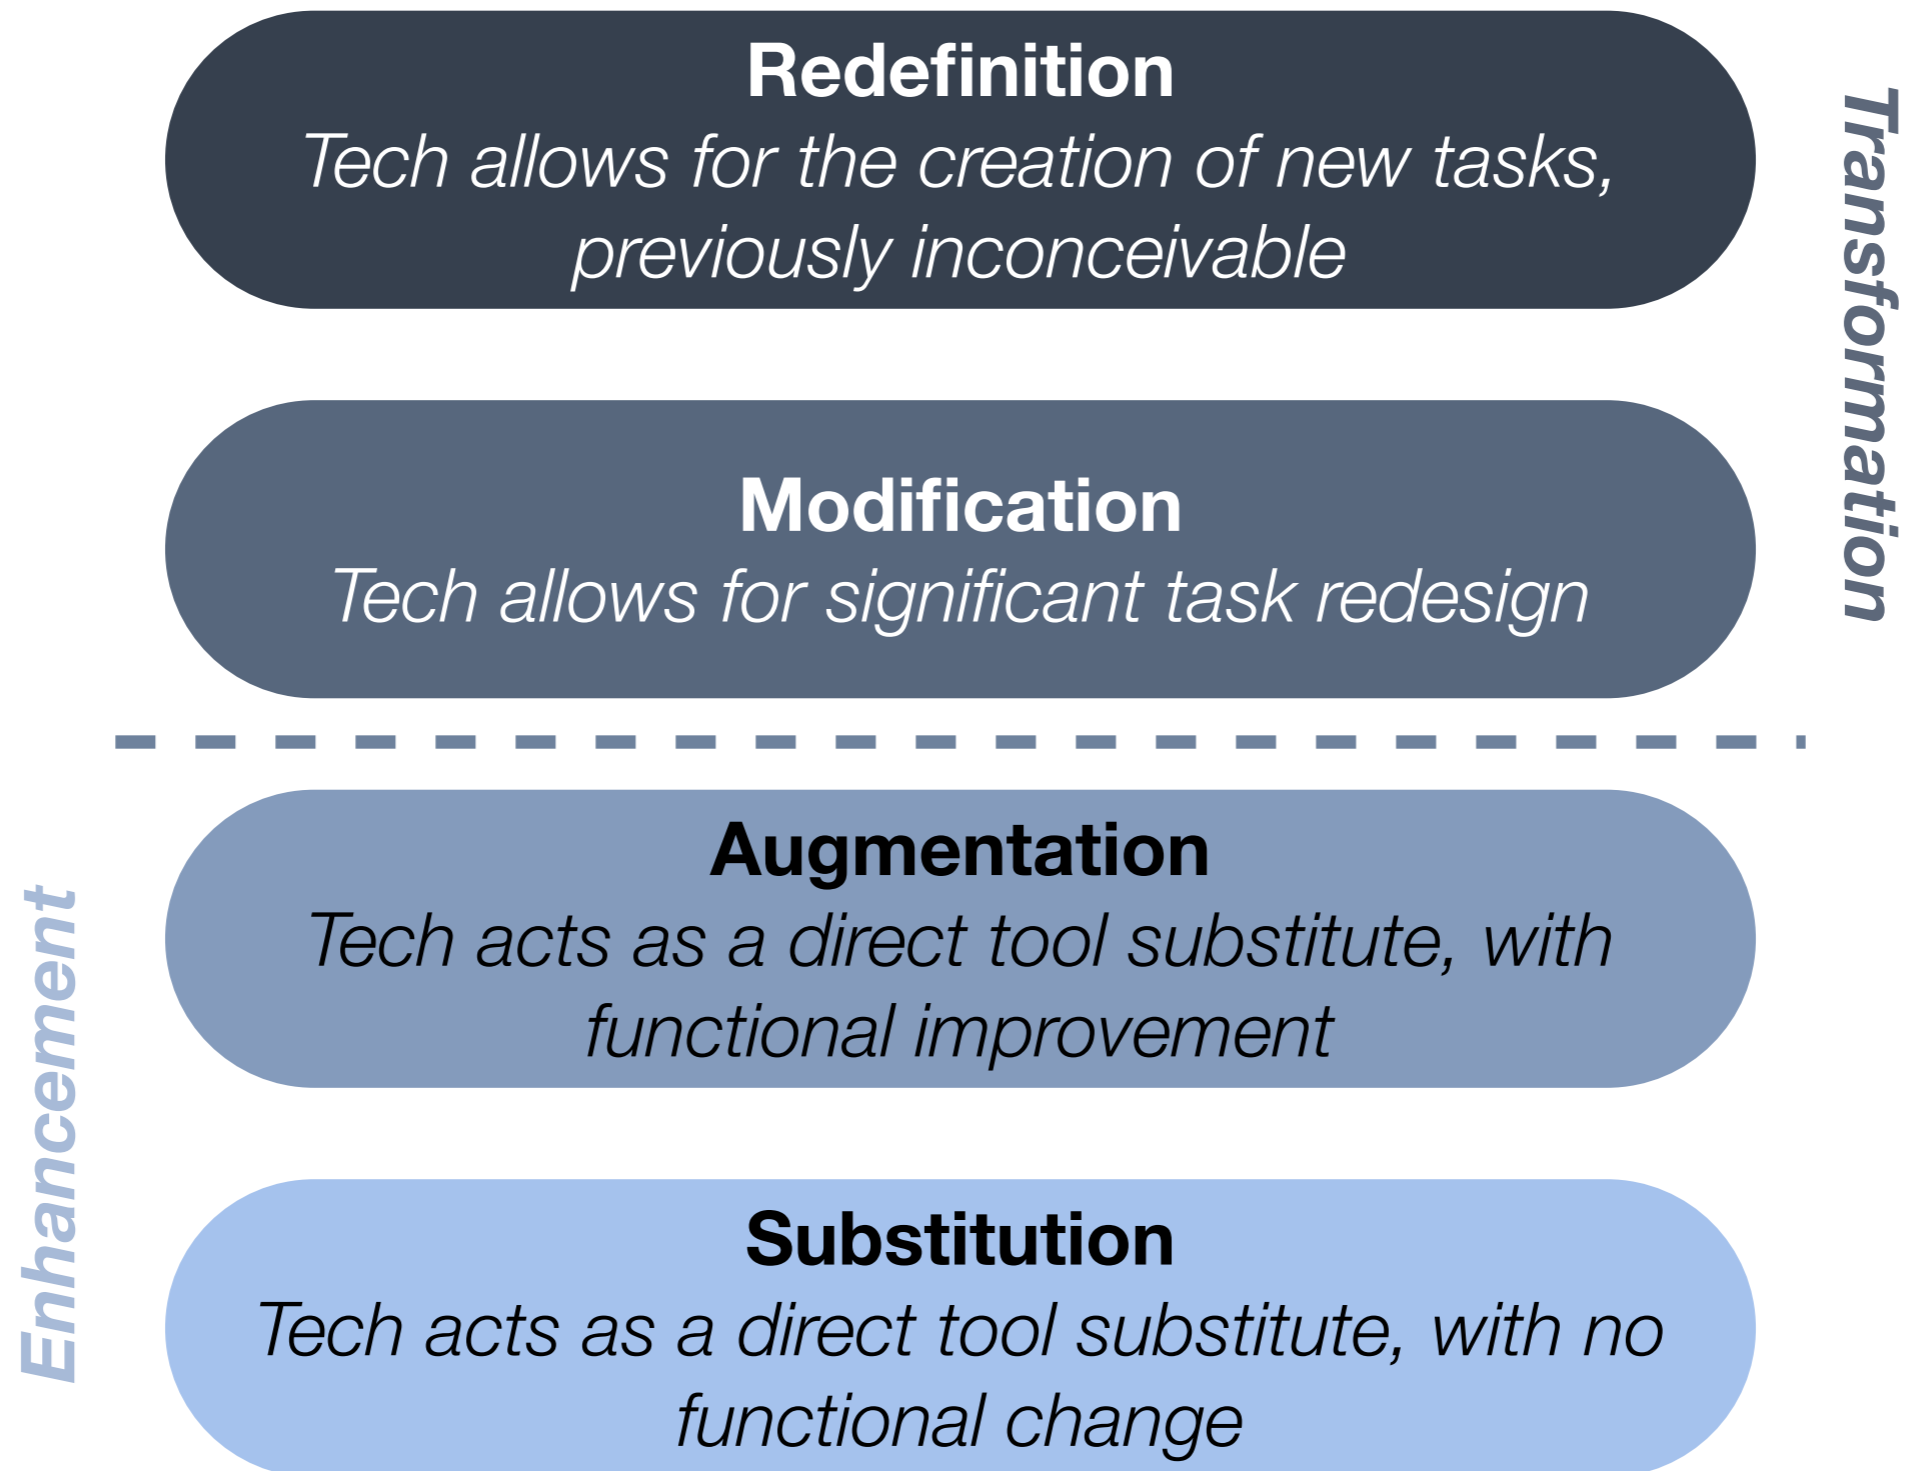 Redefinition
Tech allows for the creation of new tasks,
previously inconceivable
Transformation
Modification
Tech allows for significant task redesign
Augmentation
Tech acts as a direct tool substitute, with
functional improvement
Enhancement
Substitution
Tech acts as a direct tool substitute, with no
functional change